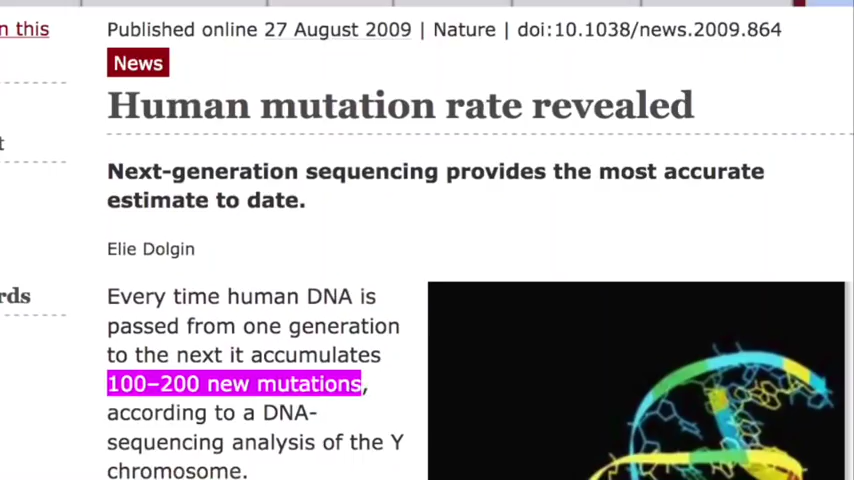 n this
Published online 27 August 2009 | Nature | doi:10.1038/news.2009.864
News
Human mutation rate revealed
Next-generation sequencing provides the most accurate
estimate to date.
t
Elie Dolgin
rds
Every time human DNA is
passed from one generation
to the next it accumulates
100–200 new mutations,
according to a DNA-
sequencing analysis of the Y
chromosome.